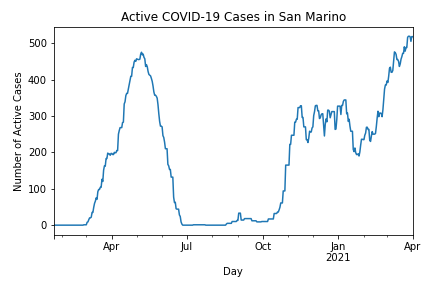 Active COVID-19 Cases in San Marino
Number of Active Cases
500
400
300
200
100
0
Apr
Jul
Oct
Jan
2021
Apr
Day